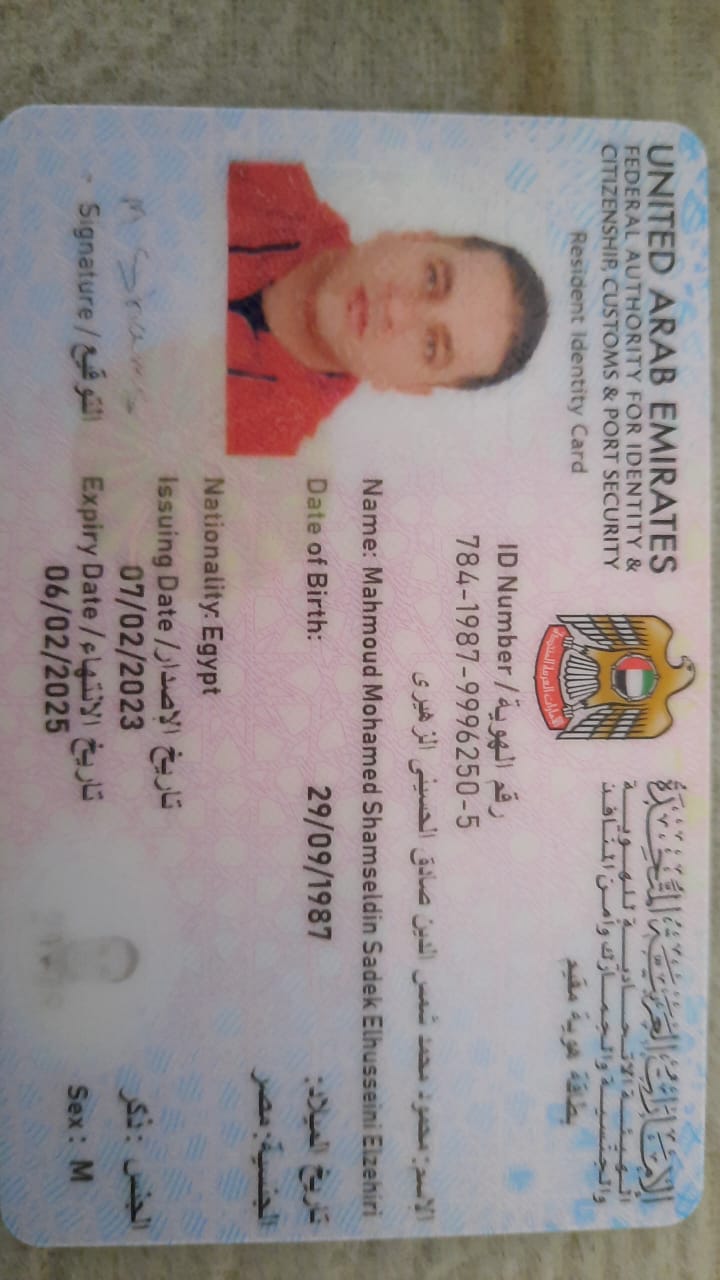 UNITED ARAB EMIRATES
FEDERAL AUTHORITY FOR IDENTITY &
CITIZENSHIP, CUSTOMS & PORT SECURITY
Resident Identity Card
الإمارات العربية المتحدة
الهيئة الاتحادية للهوية
والجنسية والجمارك وأمن المنافذ
بطاقة هوية مقيم
ID Number / رقم الهوية
784-1987-9996250-5
الاسم: محمود محمد شمس الدين صادق الحسينى الزهيرى
Name: Mahmoud Mohamed Shamseldin Sadek Elhusseini Elzehiri
Date of Birth: 29/09/1987 تاريخ الميلاد:
Nationality: Egypt الجنسية: مصر
Issuing Date / تاريخ الإصدار
07/02/2023
الجنس: ذكر
Expiry Date / تاريخ الانتهاء
06/02/2025
Sex: M
Signature / التوقيع